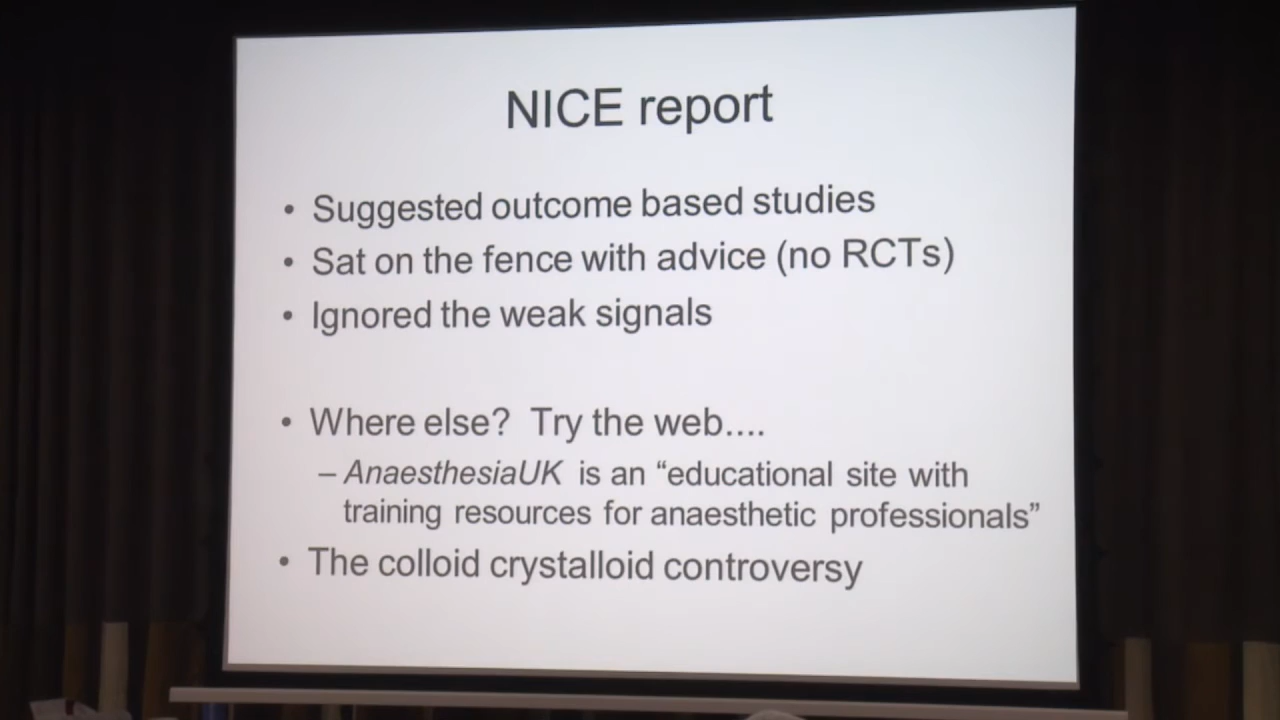 NICE report
• Suggested outcome based studies
• Sat on the fence with advice (no RCTs)
• Ignored the weak signals
• Where else? Try the web....
– AnaesthesiaUK is an “educational site with
training resources for anaesthetic professionals”
• The colloid crystalloid controversy